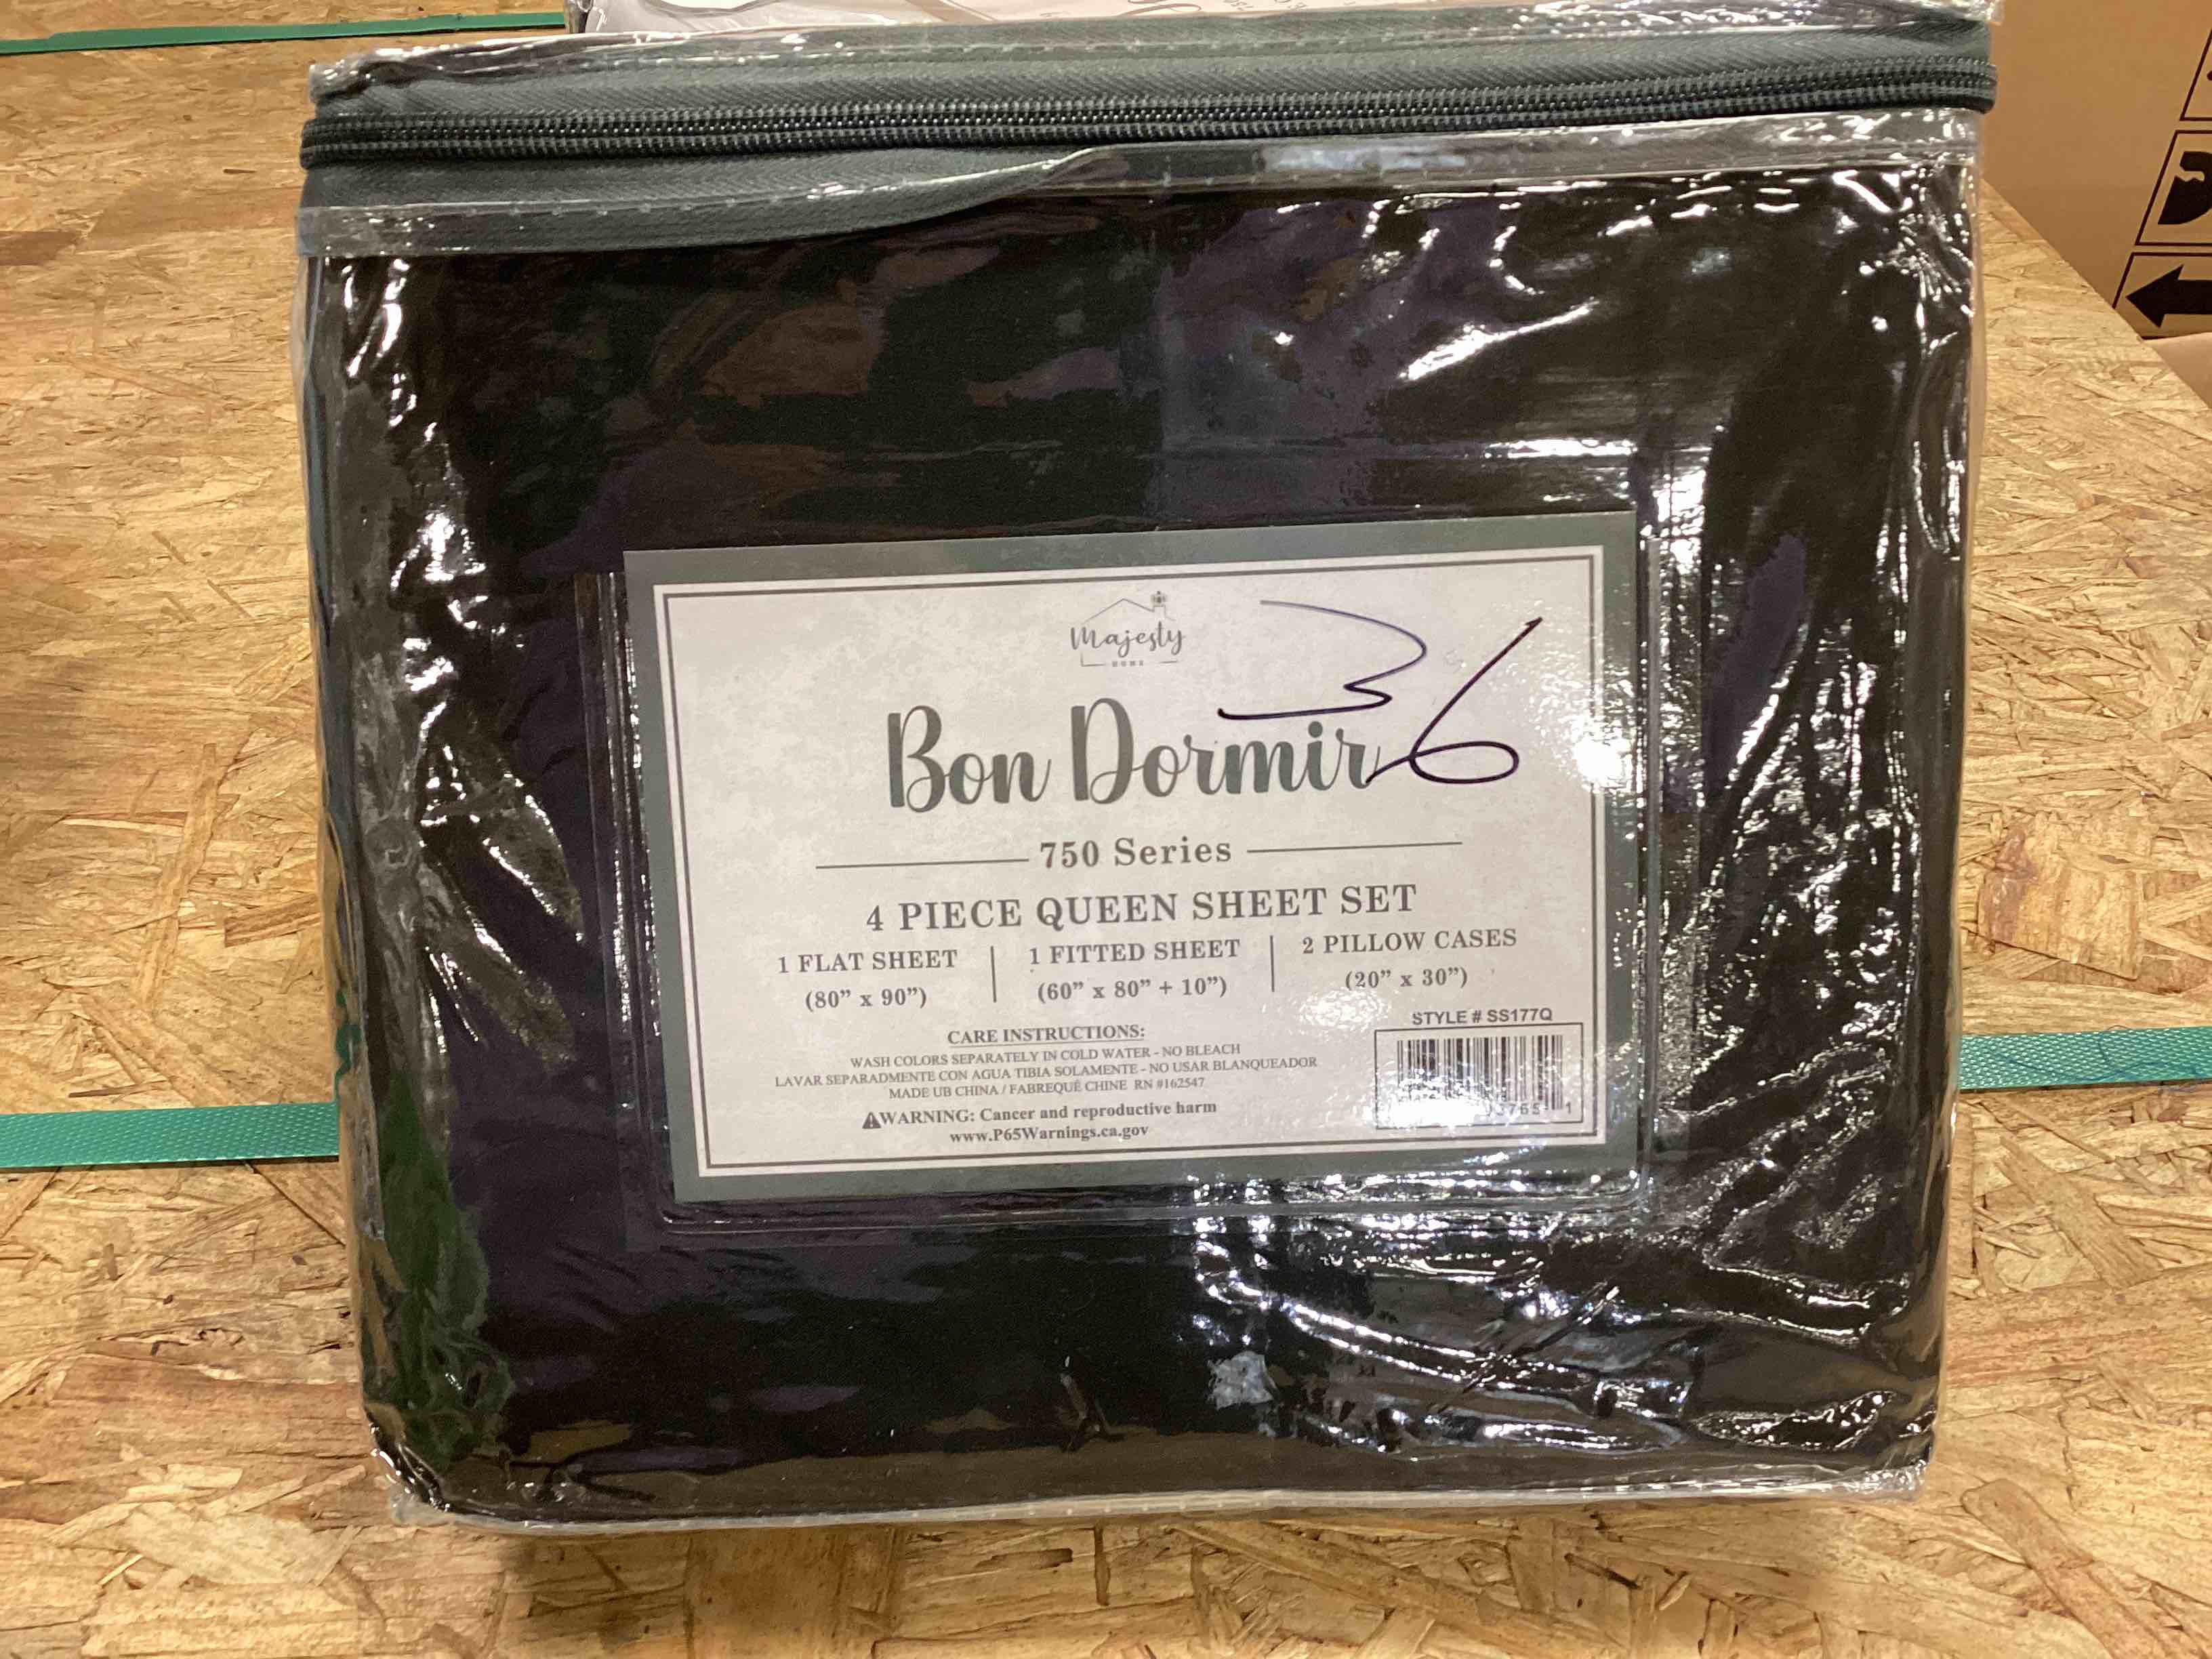 Majesty
HOME
36
Bon Dormir
750 Series
4 PIECE QUEEN SHEET SET
1 FLAT SHEET
(80” x 90”)
1 FITTED SHEET
(60” x 80” + 10”)
2 PILLOW CASES
(20” x 30”)
STYLE # SS177Q
CARE INSTRUCTIONS:
WASH COLORS SEPARATELY IN COLD WATER - NO BLEACH
LAVAR SEPARADMENTE CON AGUA TIBIA SOLAMENTE - NO USAR BLANQUEADOR
MADE UB CHINA / FABREQUÉ CHINE RN #162547
WARNING: Cancer and reproductive harm
www.P65Warnings.ca.gov